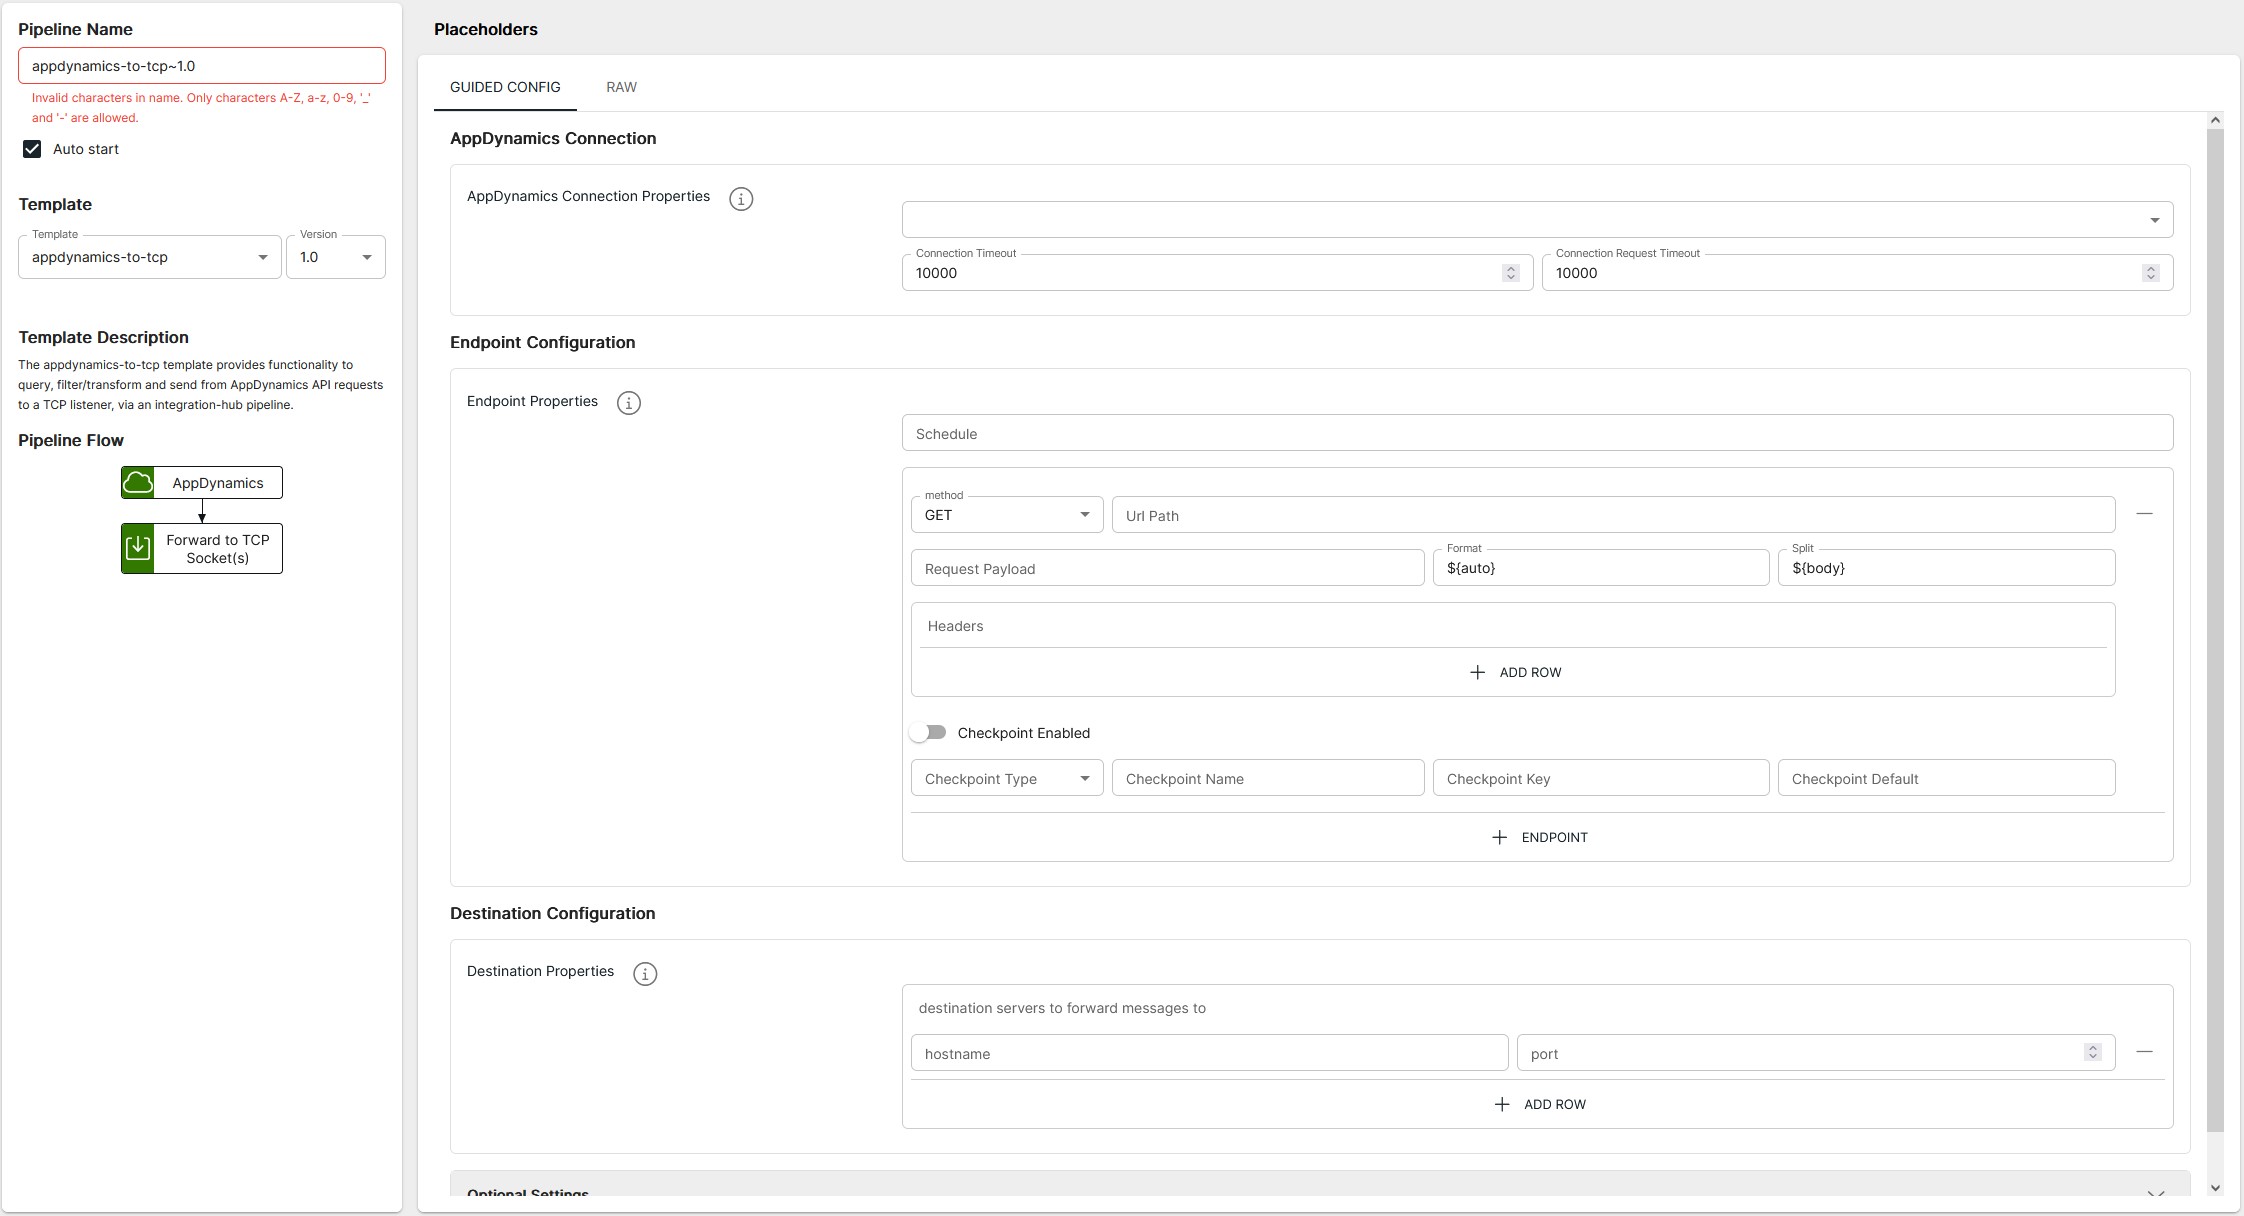 Pipeline Name
appdynamics-to-tcp~1.0
Invalid characters in name. Only characters A-Z, a-z, 0-9, '_'
and '-' are allowed.
Auto start
Template
Template
appdynamics-to-tcp
Version
1.0
Template Description
The appdynamics-to-tcp template provides functionality to
query, filter/transform and send from AppDynamics API requests
to a TCP listener, via an integration-hub pipeline.
Pipeline Flow
AppDynamics
Forward to TCP
Socket(s)
Placeholders
GUIDED CONFIG
RAW
AppDynamics Connection
AppDynamics Connection Properties
Connection Timeout
10000
Connection Request Timeout
10000
Endpoint Configuration
Endpoint Properties
Schedule
method
GET
Url Path
Request Payload
Format
${auto}
Split
${body}
Headers
ADD ROW
Checkpoint Enabled
Checkpoint Type
Checkpoint Name
Checkpoint Key
Checkpoint Default
ENDPOINT
Destination Configuration
Destination Properties
destination servers to forward messages to
hostname
port
ADD ROW
Optional Settings